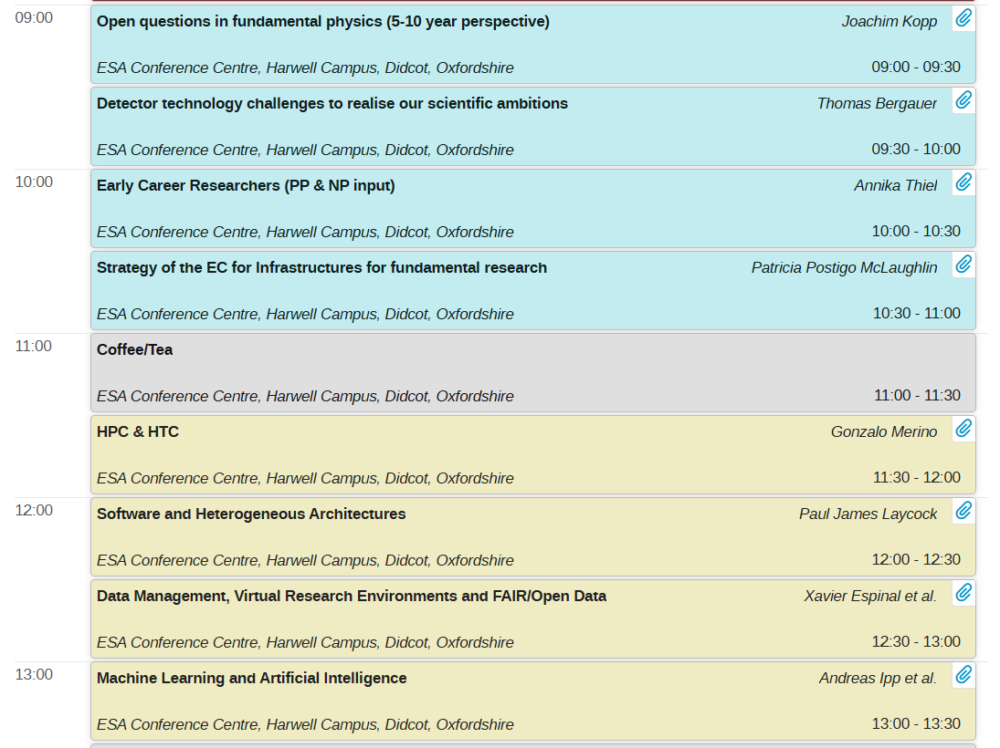 09:00
Open questions in fundamental physics (5-10 year perspective) Joachim Kopp
ESA Conference Centre, Harwell Campus, Didcot, Oxfordshire 09:00 - 09:30
Detector technology challenges to realise our scientific ambitions Thomas Bergauer
ESA Conference Centre, Harwell Campus, Didcot, Oxfordshire 09:30 - 10:00
10:00
Early Career Researchers (PP & NP input) Annika Thiel
ESA Conference Centre, Harwell Campus, Didcot, Oxfordshire 10:00 - 10:30
Strategy of the EC for Infrastructures for fundamental research Patricia Postigo McLaughlin
ESA Conference Centre, Harwell Campus, Didcot, Oxfordshire 10:30 - 11:00
11:00
Coffee/Tea
ESA Conference Centre, Harwell Campus, Didcot, Oxfordshire 11:00 - 11:30
HPC & HTC Gonzalo Merino
ESA Conference Centre, Harwell Campus, Didcot, Oxfordshire 11:30 - 12:00
12:00
Software and Heterogeneous Architectures Paul James Laycock
ESA Conference Centre, Harwell Campus, Didcot, Oxfordshire 12:00 - 12:30
Data Management, Virtual Research Environments and FAIR/Open Data Xavier Espinal et al.
ESA Conference Centre, Harwell Campus, Didcot, Oxfordshire 12:30 - 13:00
13:00
Machine Learning and Artificial Intelligence Andreas Ipp et al.
ESA Conference Centre, Harwell Campus, Didcot, Oxfordshire 13:00 - 13:30